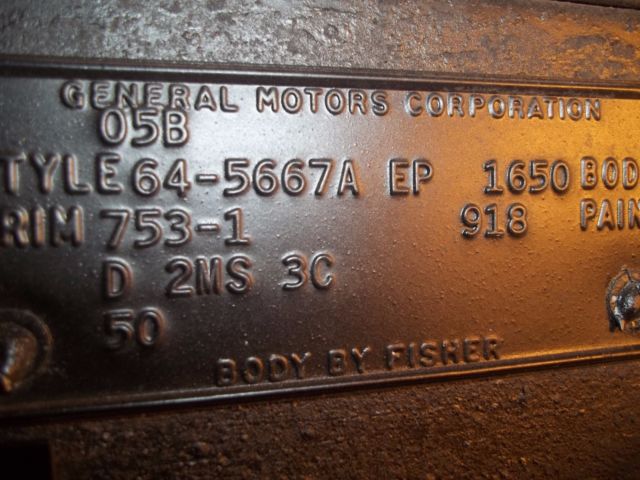 GENERAL MOTORS CORPORATION
05B
TYLE 64-5667A EP 1650 BOD
RIM 753-1 918 PAIN
D 2MS 3C
50
BODY BY FISHER